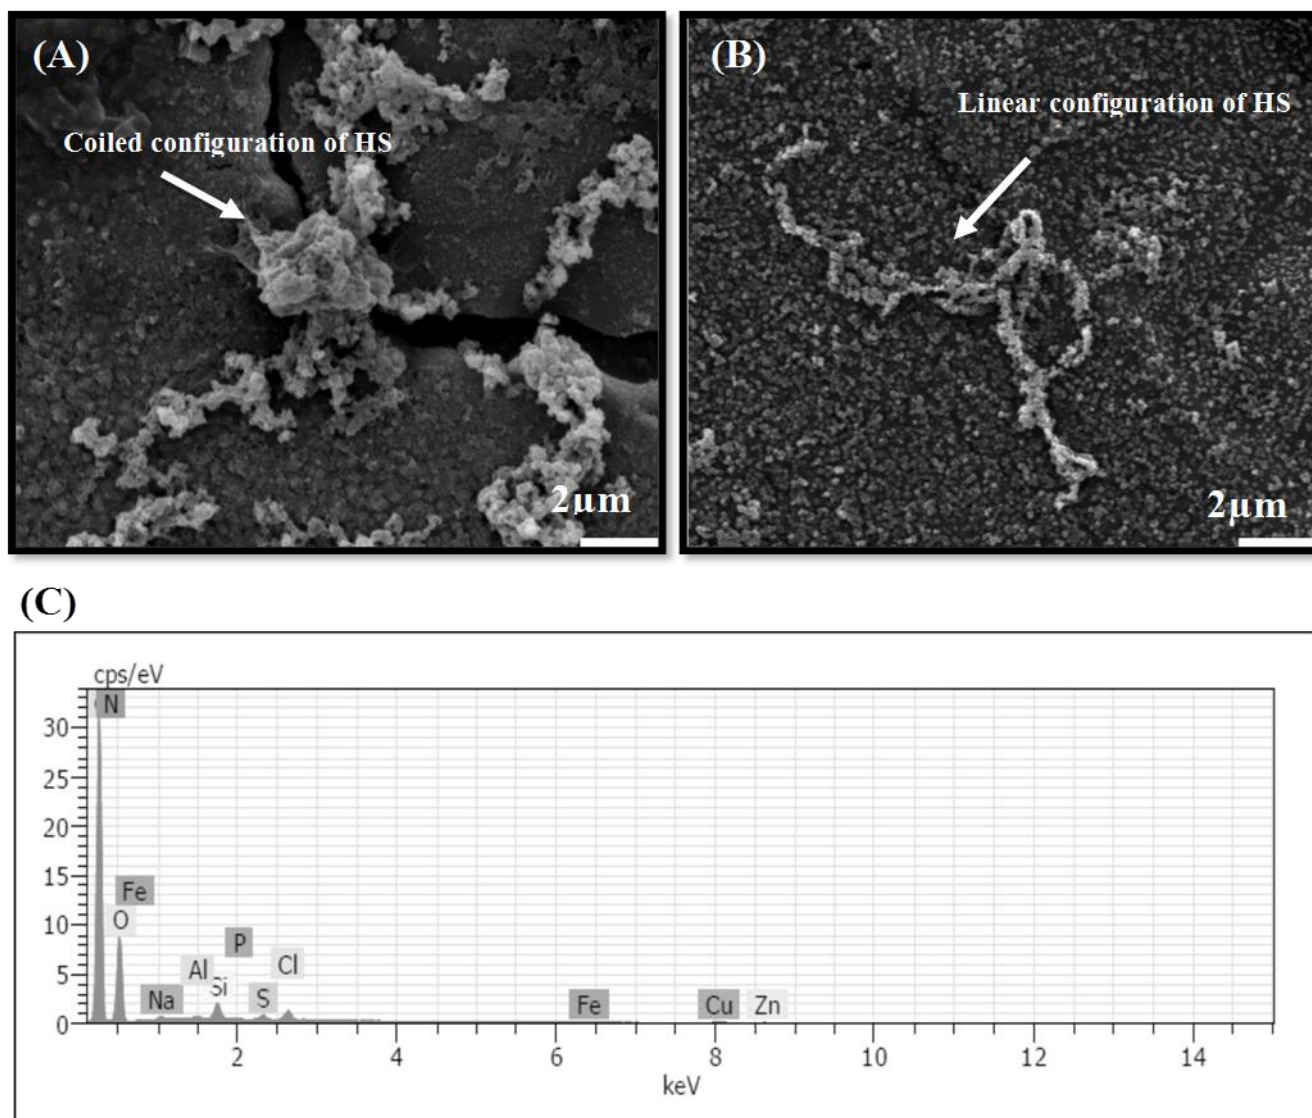 (A)
Coiled configuration of HS
2µm
(B)
Linear configuration of HS
2µm
(C)
cps/eV
30
25
20
15
10
5
0
N
Fe
O
Na
Al
Si
P
S
Cl
Fe
Cu
Zn
2
4
6
8
10
12
14
keV